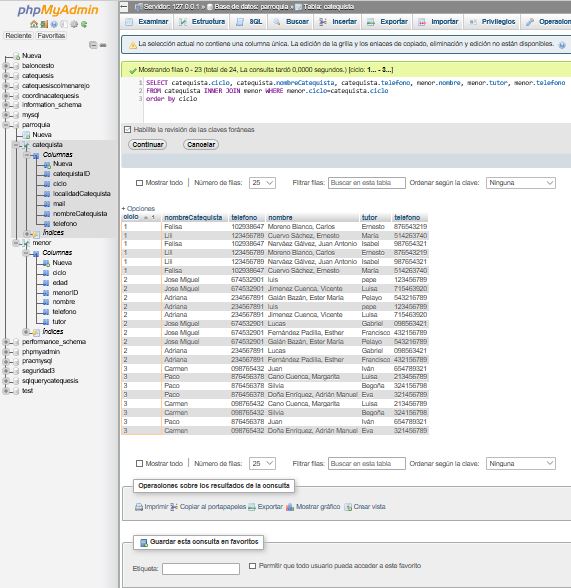 phpMyAdmin
Reciente Favoritas
Nueva
baloncesto
catequesis
catequesiscolmenarejo
coordinacatequesis
information_schema
mysql
parroquia
Nueva
catequista
Columnas
Nueva
catequistaID
ciclo
localidadCatequista
mail
nombreCatequista
telefono
Índices
menor
Columnas
Nueva
ciclo
edad
menorID
nombre
telefono
tutor
Índices
performance_schema
phpmyadmin
pracmysql
seguridad3
sqlquerycatequesis
test
Servidor: 127.0.0.1 » Base de datos: parroquia » Tabla: catequista
Examinar Estructura SQL Buscar Insertar Exportar Importar Privilegios Operacion
La selección actual no contiene una columna única. La edición de la grilla y los enlaces de copiado, eliminación y edición no están disponibles.
Mostrando filas 0 - 23 (total de 24, La consulta tardó 0,0000 segundos.) [ciclo: 1... - 3...]
1 SELECT catequista.ciclo, catequista.nombreCatequista, catequista.telefono, menor.nombre, menor.tutor, menor.telefono
2 FROM catequista INNER JOIN menor WHERE menor.ciclo=catequista.ciclo
3 order by ciclo
Habilite la revisión de las claves foráneas
Continuar Cancelar
Mostrar todo Número de filas: 25 Filtrar filas: Buscar en esta tabla Ordenar según la clave: Ninguna
+ Opciones
ciclo 1 nombreCatequista telefono nombre tutor telefono
1 Felisa 102938647 Moreno Blanco, Carlos Ernesto 876543219
1 Lili 123456789 Cuervo Sáchez, Ernesto María 514263740
1 Felisa 102938647 Narváez Gálvez, Juan Antonio Isabel 987654321
1 Lili 123456789 Moreno Blanco, Carlos Ernesto 876543219
1 Lili 123456789 Narváez Gálvez, Juan Antonio Isabel 987654321
1 Felisa 102938647 Cuervo Sáchez, Ernesto María 514263740
2 Jose Miguel 674532901 luis pepe 123456789
2 Jose Miguel 674532901 Jimenez Cuenca, Vicente Luisa 715463920
2 Adriana 234567891 Galán Bazán, Ester María Pelayo 543216789
2 Adriana 234567891 luis pepe 123456789
2 Adriana 234567891 Jimenez Cuenca, Vicente Luisa 715463920
2 Jose Miguel 674532901 Lucas Gabriel 098563421
2 Jose Miguel 674532901 Fernández Padilla, Esther Francisco 432156789
2 Jose Miguel 674532901 Galán Bazán, Ester María Pelayo 543216789
2 Adriana 234567891 Lucas Gabriel 098563421
2 Adriana 234567891 Fernández Padilla, Esther Francisco 432156789
3 Carmen 098765432 Juan Iván 654789321
3 Paco 876456378 Cano Cuenca, Margarita Luisa 213456789
3 Paco 876456378 Silvia Begoña 324156798
3 Paco 876456378 Doña Enríquez, Adrián Manuel Eva 321456789
3 Carmen 098765432 Cano Cuenca, Margarita Luisa 213456789
3 Carmen 098765432 Silvia Begoña 324156798
3 Paco 876456378 Juan Iván 654789321
3 Carmen 098765432 Doña Enríquez, Adrián Manuel Eva 321456789
Mostrar todo Número de filas: 25 Filtrar filas: Buscar en esta tabla Ordenar según la clave: Ninguna
Operaciones sobre los resultados de la consulta
Imprimir Copiar al portapapeles Exportar Mostrar gráfico Crear vista
Guardar esta consulta en favoritos
Etiqueta: Permitir que todo usuario pueda acceder a este favorito